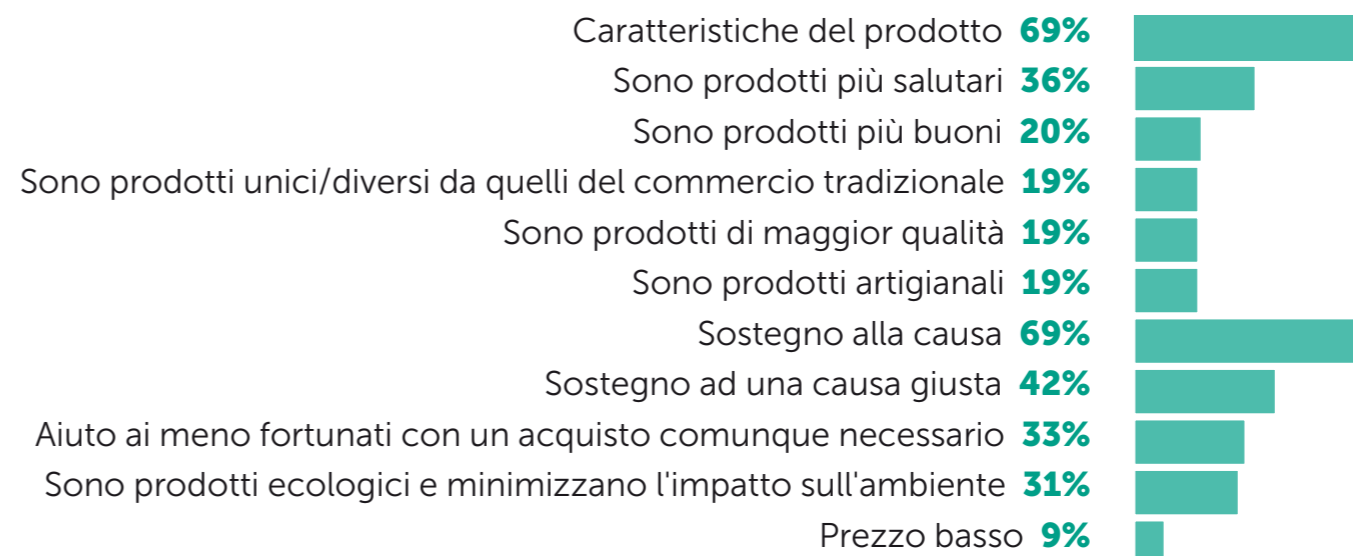 Caratteristiche del prodotto 69%
Sono prodotti più salutari 36%
Sono prodotti più buoni 20%
Sono prodotti unici/diversi da quelli del commercio tradizionale 19%
Sono prodotti di maggior qualità 19%
Sono prodotti artigianali 19%
Sostegno alla causa 69%
Sostegno ad una causa giusta 42%
Aiuto ai meno fortunati con un acquisto comunque necessario 33%
Sono prodotti ecologici e minimizzano l'impatto sull'ambiente 31%
Prezzo basso 9%